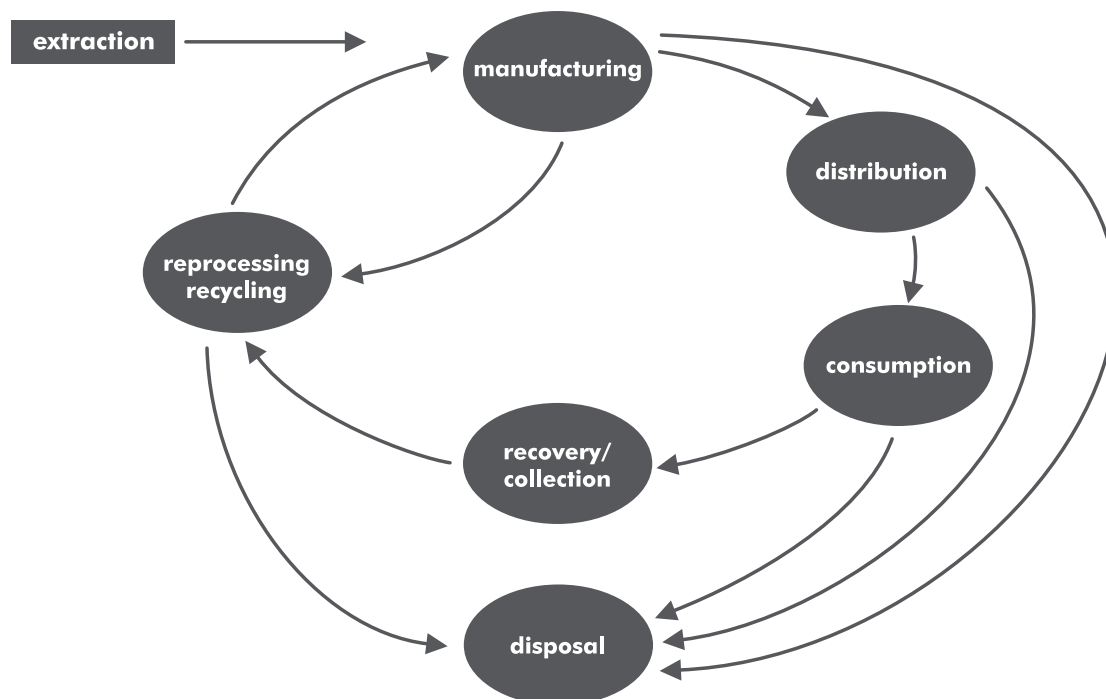 extraction
manufacturing
distribution
reprocessing
recycling
consumption
recovery/
collection
disposal